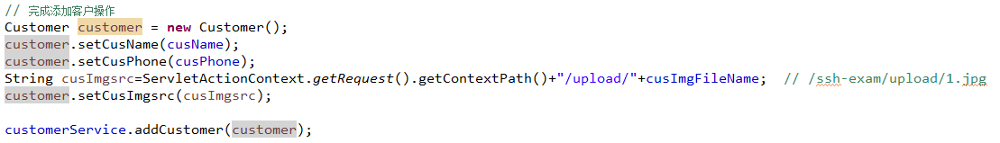 // 完成添加客户操作
Customer customer = new Customer();
customer.setCusName(cusName);
customer.setCusPhone(cusPhone);
String cusImgsrc=ServletActionContext.getRequest().getContextPath()+"/upload/"+cusImgFileName;  // /ssh-exam/upload/1.jpg
customer.setCusImgsrc(cusImgsrc);
customerService.addCustomer(customer);